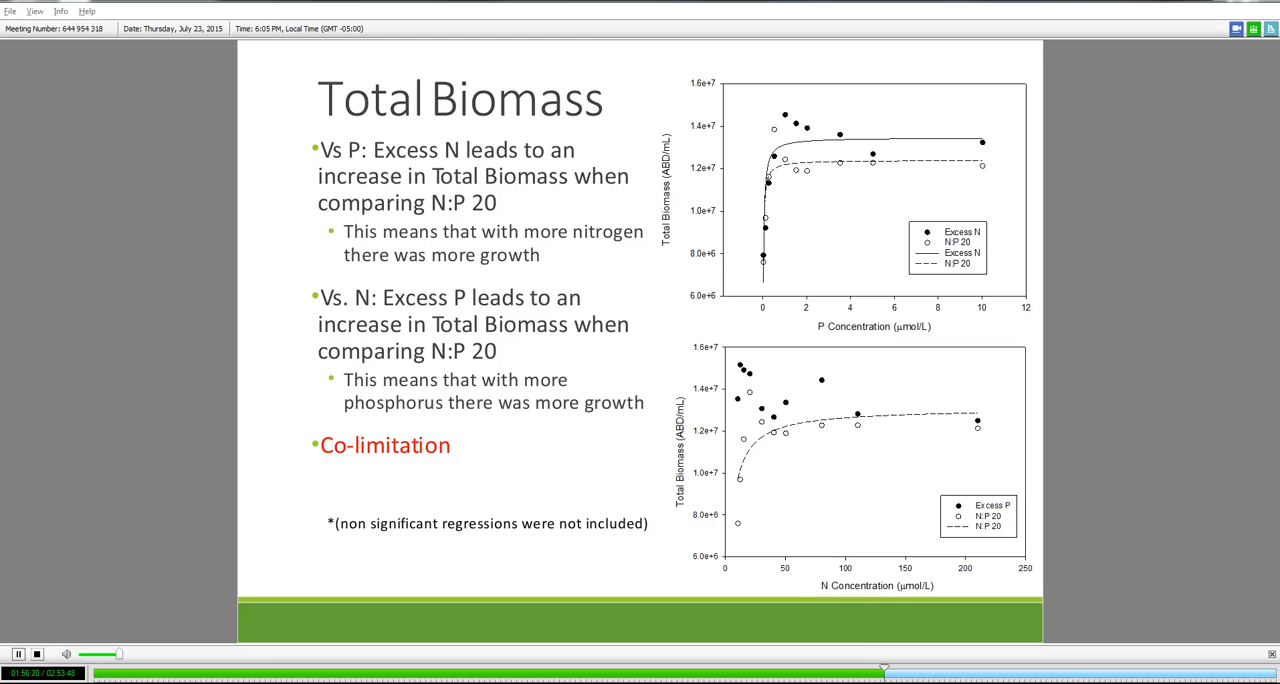 File View Info Help
Meeting Number: 644 954 318 Date: Thursday, July 23, 2015 Time: 6:05 PM, Local Time (GMT -05:00)
Total Biomass
•Vs P: Excess N leads to an
increase in Total Biomass when
comparing N:P 20
• This means that with more nitrogen
there was more growth
•Vs. N: Excess P leads to an
increase in Total Biomass when
comparing N:P 20
• This means that with more
phosphorus there was more growth
•Co-limitation
*(non significant regressions were not included)
Total Biomass (ABD/mL)
1.6e+7
1.4e+7
1.2e+7
1.0e+7
8.0e+6
6.0e+6
Excess N
N:P 20
Excess N
N:P 20
0 2 4 6 8 10 12
P Concentration (μmol/L)
Total Biomass (ABD/mL)
1.6e+7
1.4e+7
1.2e+7
1.0e+7
8.0e+6
6.0e+6
Excess P
N:P 20
N:P 20
0 50 100 150 200 250
N Concentration (μmol/L)
01:56:20 / 02:53:48